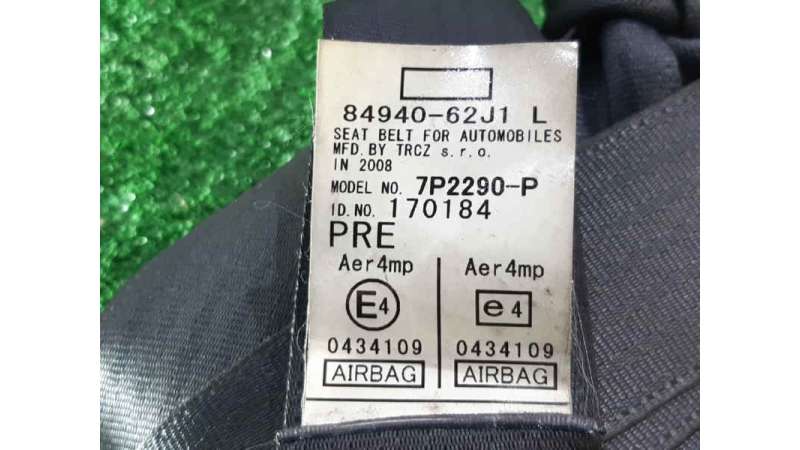 84940-62J1 L
SEAT BELT FOR AUTOMOBILES
MFD. BY TRCZ s. r. o.
IN 2008
MODEL NO. 7P2290-P
I D. NO. 170184
PRE
Aer4mp Aer4mp
E4 e4
0434109 0434109
AIRBAG AIRBAG